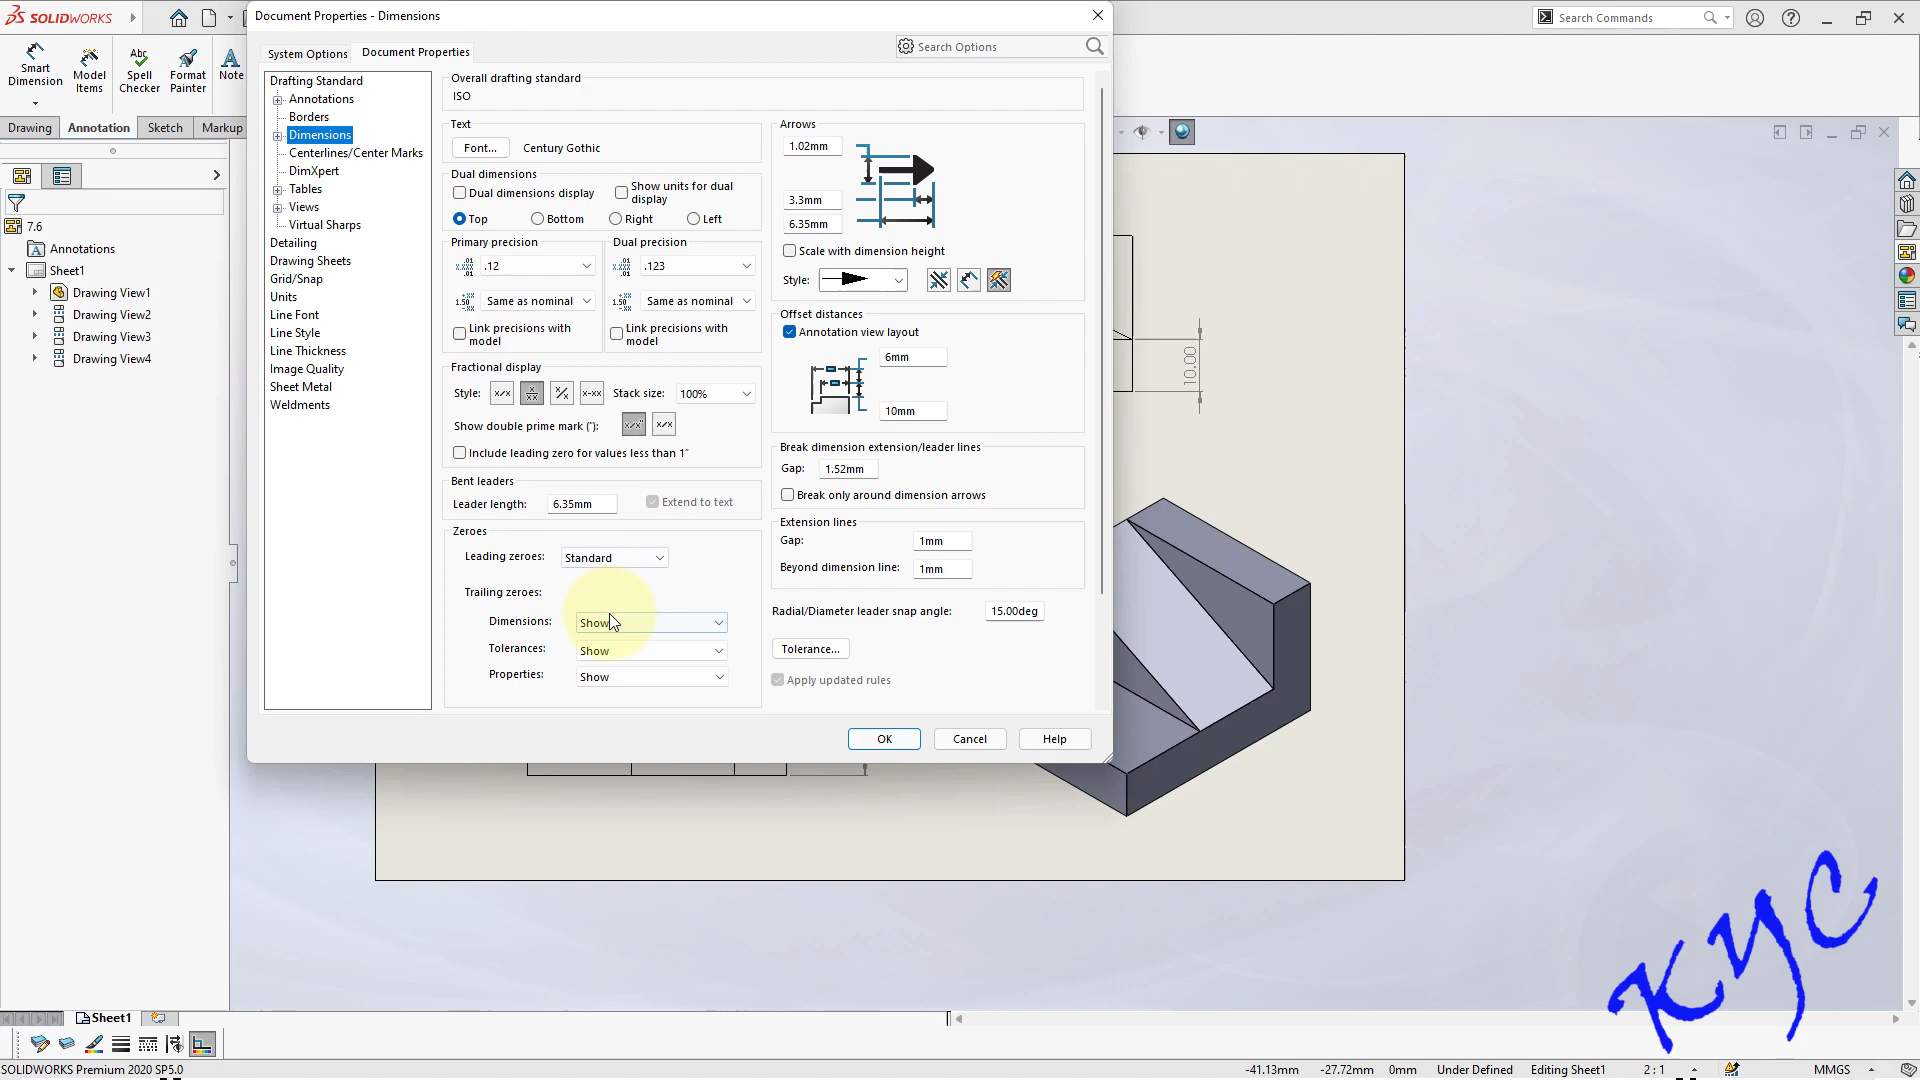 SOLIDWORKS
Document Properties - Dimensions
Search Commands
Smart Dimension
Model Items
Spell Checker
Format Painter
Note
System Options
Document Properties
Search Options
Drawing
Annotation
Sketch
Markup
7.6
Annotations
Sheet1
Drawing View1
Drawing View2
Drawing View3
Drawing View4
Drafting Standard
Annotations
Borders
Dimensions
Centerlines/Center Marks
DimXpert
Tables
Views
Virtual Sharps
Detailing
Drawing Sheets
Grid/Snap
Units
Line Font
Line Style
Line Thickness
Image Quality
Sheet Metal
Weldments
Overall drafting standard
ISO
Text
Font...
Century Gothic
Dual dimensions
Dual dimensions display
Show units for dual
display
Top
Bottom
Right
Left
Primary precision
Dual precision
.12
.123
Same as nominal
Same as nominal
Link precisions with
model
Link precisions with
model
Fractional display
Style:
Stack size:
100%
Show double prime mark ("):
Include leading zero for values less than 1"
Bent leaders
Leader length:
6.35mm
Extend to text
Zeroes
Leading zeroes:
Standard
Trailing zeroes:
Dimensions:
Show
Tolerances:
Show
Properties:
Show
Arrows
1.02mm
3.3mm
6.35mm
Scale with dimension height
Style:
Offset distances
Annotation view layout
6mm
10mm
Break dimension extension/leader lines
Gap:
1.52mm
Break only around dimension arrows
Extension lines
Gap:
1mm
Beyond dimension line:
1mm
Radial/Diameter leader snap angle:
15.00deg
Tolerance...
Apply updated rules
OK
Cancel
Help
10.00
KYC
Sheet1
SOLIDWORKS Premium 2020 SP5.0
-41.13mm
-27.72mm
0mm
Under Defined
Editing Sheet1
2 : 1
MMGS